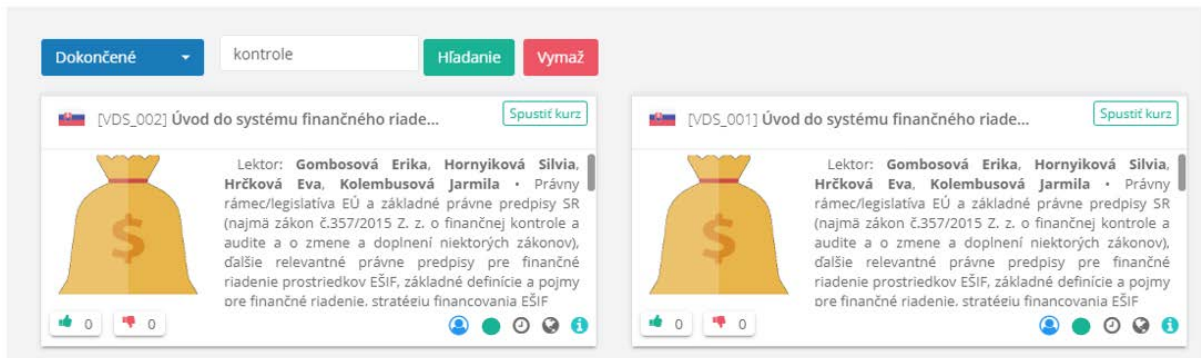 Dokončené
kontrole
Hľadanie
Vymaž
[VDS_002] Úvod do systému finančného riade...
Spustiť kurz
Lektor: Gombosová Erika, Hornyiková Silvia,
Hrčková Eva, Kolembusová Jarmila • Právny
rámec/legislatíva EÚ a základné právne predpisy SR
(najmä zákon č.357/2015 Z. z. o finančnej kontrole a
audite a o zmene a doplnení niektorých zákonov),
ďalšie relevantné právne predpisy pre finančné
riadenie prostriedkov EŠIF, základné definície a pojmy
pre finančné riadenie, stratégiu financovania EŠIF
$
0
0
[VDS_001] Úvod do systému finančného riade...
Spustiť kurz
Lektor: Gombosová Erika, Hornyiková Silvia,
Hrčková Eva, Kolembusová Jarmila • Právny
rámec/legislatíva EÚ a základné právne predpisy SR
(najmä zákon č.357/2015 Z. z. o finančnej kontrole a
audite a o zmene a doplnení niektorých zákonov),
ďalšie relevantné právne predpisy pre finančné
riadenie prostriedkov EŠIF, základné definície a pojmy
pre finančné riadenie, stratégiu financovania EŠIF
$
0
0